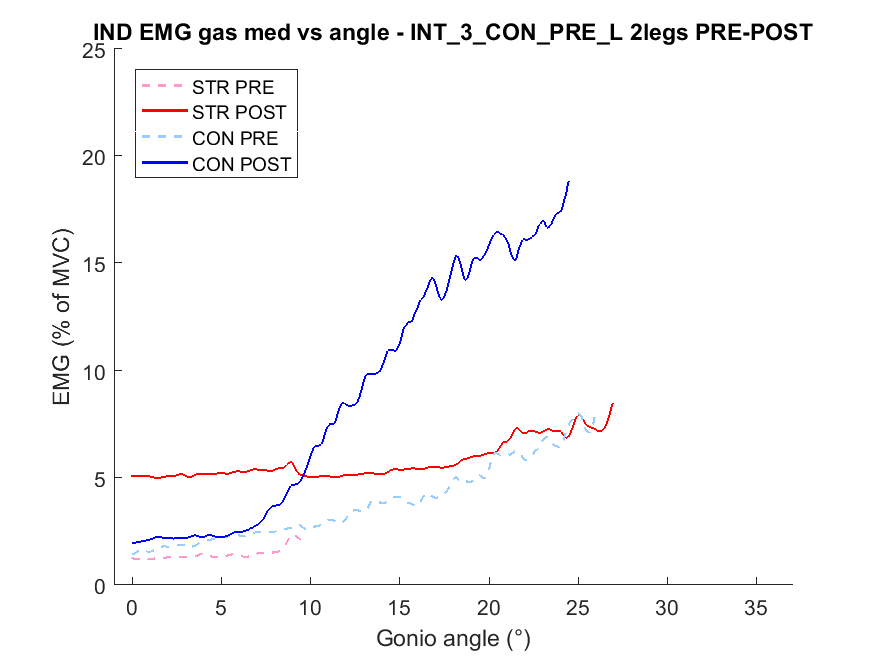 IND EMG gas med vs angle - INT_3_CON_PRE_L 2legs PRE-POST
25
20
15
10
5
0
EMG (% of MVC)
STR PRE
STR POST
CON PRE
CON POST
0 5 10 15 20 25 30 35
Gonio angle (°)